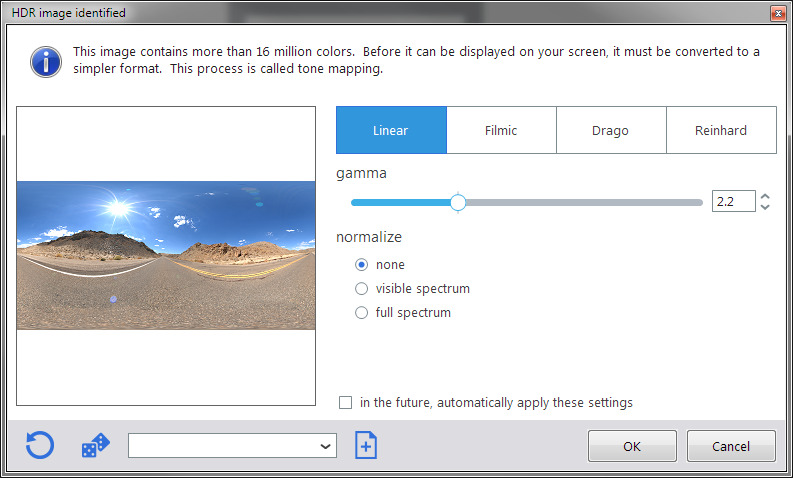 HDR image identified
This image contains more than 16 million colors.  Before it can be displayed on your screen, it must be converted to a
simpler format.  This process is called tone mapping.
Linear
Filmic
Drago
Reinhard
gamma
2.2
normalize
none
visible spectrum
full spectrum
in the future, automatically apply these settings
OK
Cancel